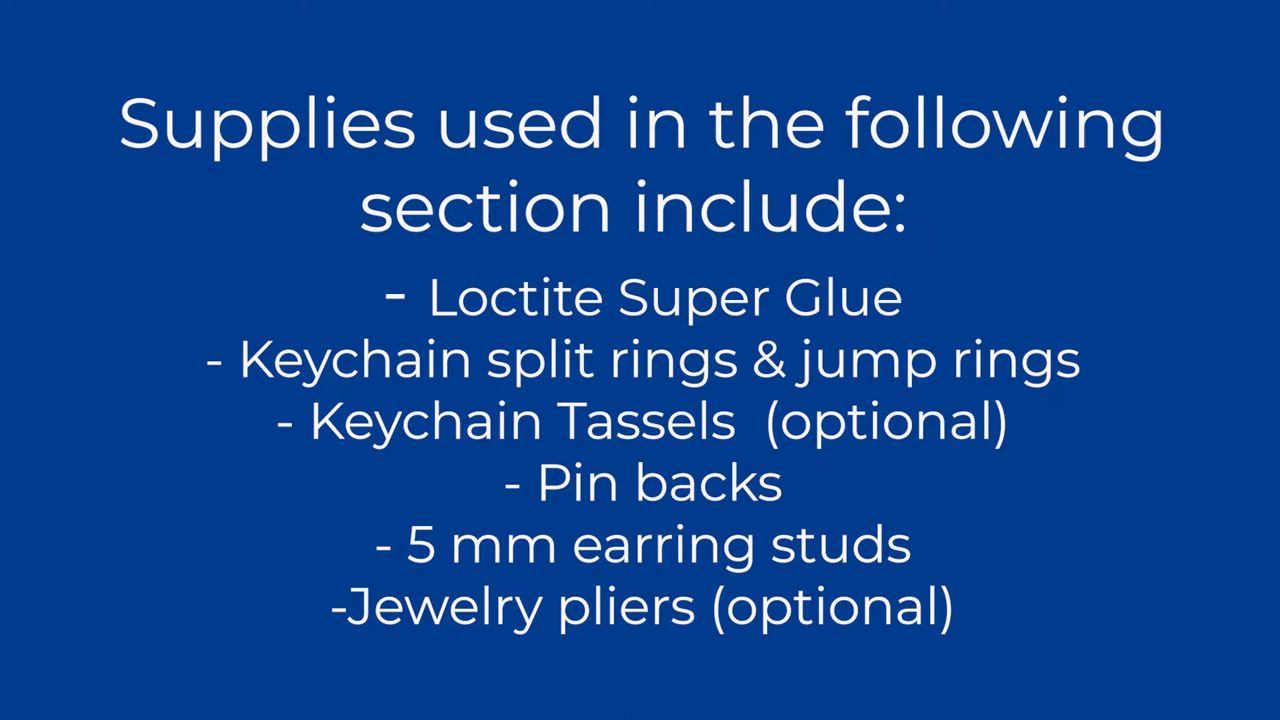 Supplies used in the following
section include:
- Loctite Super Glue
- Keychain split rings & jump rings
- Keychain Tassels  (optional)
- Pin backs
- 5 mm earring studs
-Jewelry pliers (optional)